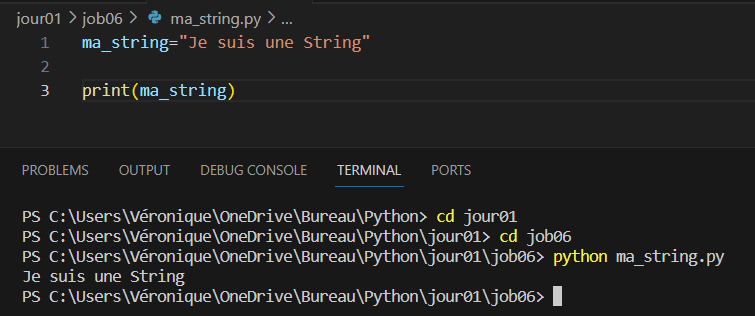 jour01 > job06 > ma_string.py > ...
1 ma_string="Je suis une String"
2
3 print(ma_string)
PROBLEMS OUTPUT DEBUG CONSOLE TERMINAL PORTS
PS C:\Users\Véronique\OneDrive\Bureau\Python> cd jour01
PS C:\Users\Véronique\OneDrive\Bureau\Python\jour01> cd job06
PS C:\Users\Véronique\OneDrive\Bureau\Python\jour01\job06> python ma_string.py
Je suis une String
PS C:\Users\Véronique\OneDrive\Bureau\Python\jour01\job06>